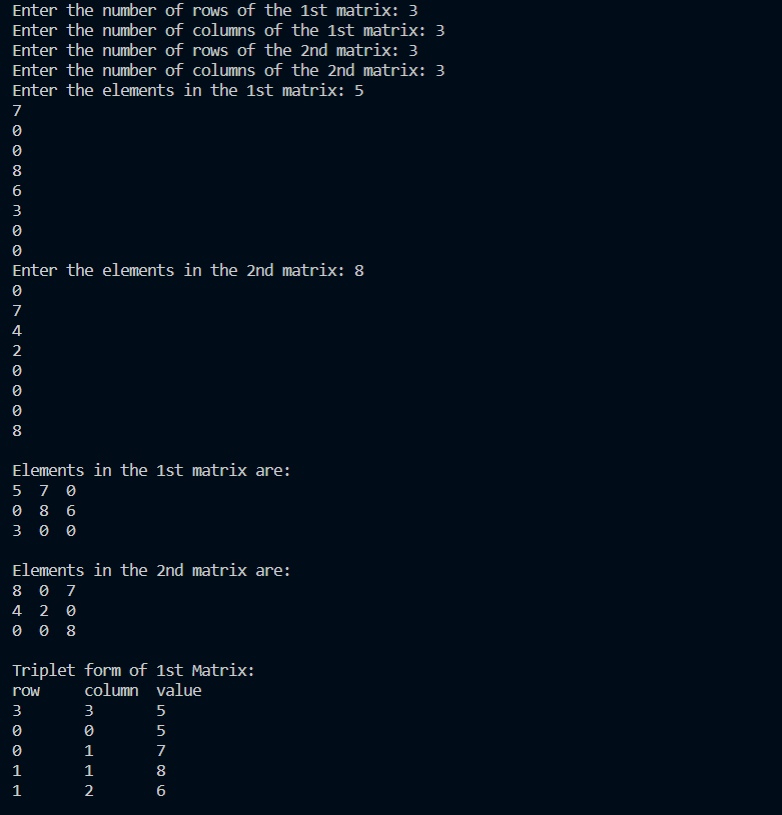 Enter the number of rows of the 1st matrix: 3
Enter the number of columns of the 1st matrix: 3
Enter the number of rows of the 2nd matrix: 3
Enter the number of columns of the 2nd matrix: 3
Enter the elements in the 1st matrix: 5
7
0
0
8
6
3
0
0
Enter the elements in the 2nd matrix: 8
0
7
4
2
0
0
0
8
Elements in the 1st matrix are:
5 7 0
0 8 6
3 0 0
Elements in the 2nd matrix are:
8 0 7
4 2 0
0 0 8
Triplet form of 1st Matrix:
row column value
3 3 5
0 0 5
0 1 7
1 1 8
1 2 6